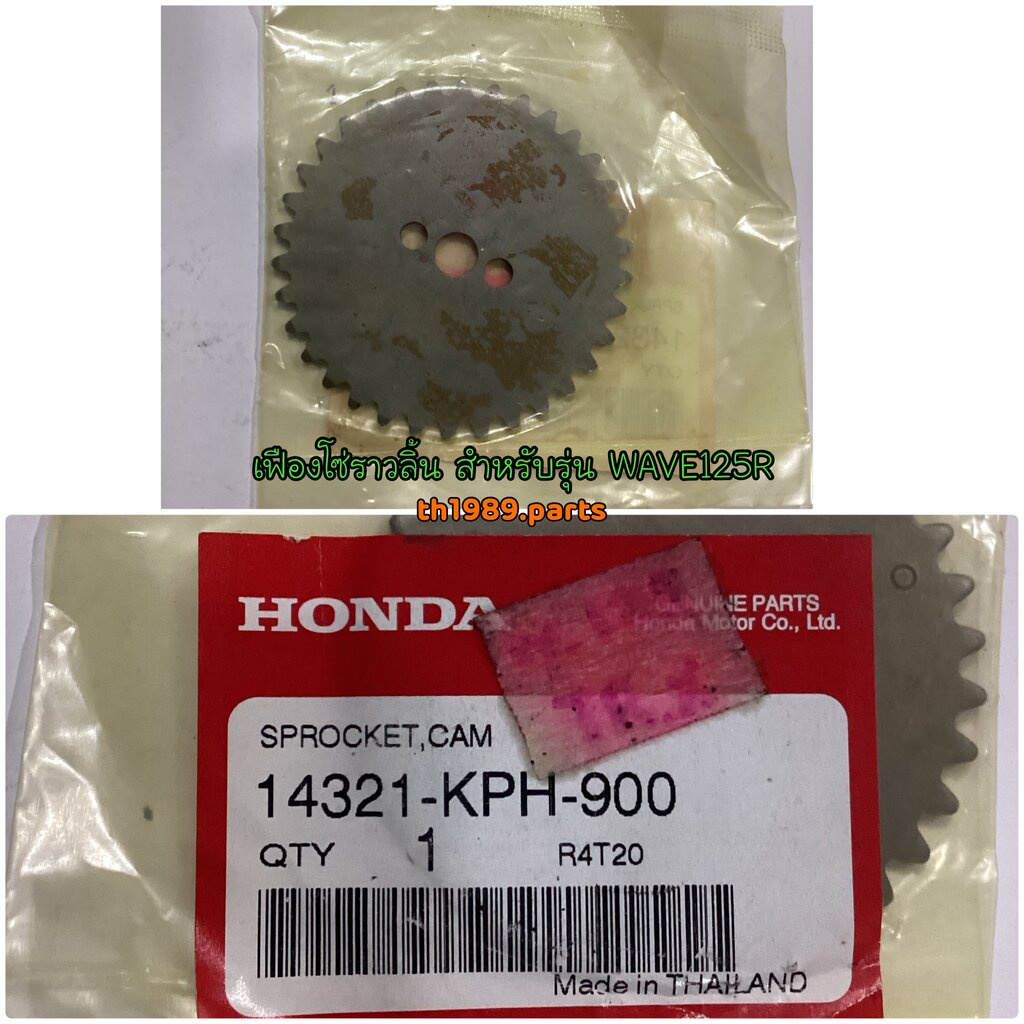 เฟืองโซ่ราวลิ้น สำหรับรุ่น WAVE125R
th1989.parts
HONDA
GENUINE PARTS
Honda Motor Co., Ltd.
SPROCKET,CAM
14321-KPH-900
QTY 1 R4T20
Made in THAILAND